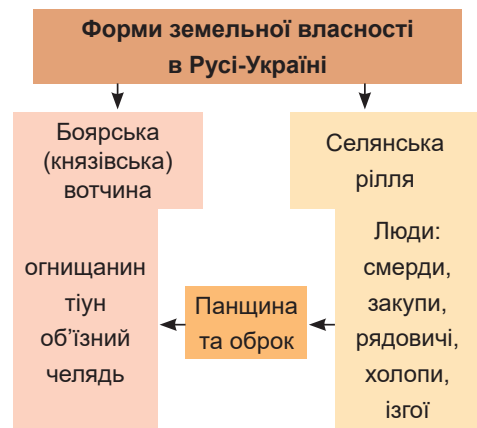 Форми земельної власності
в Русі-Україні
Боярська
(князівська)
вотчина
огнищанин
тіун
об’їзний
челядь
Панщина
та оброк
Селянська
рілля
Люди:
смерди,
закупи,
рядовичі,
холопи,
ізгої